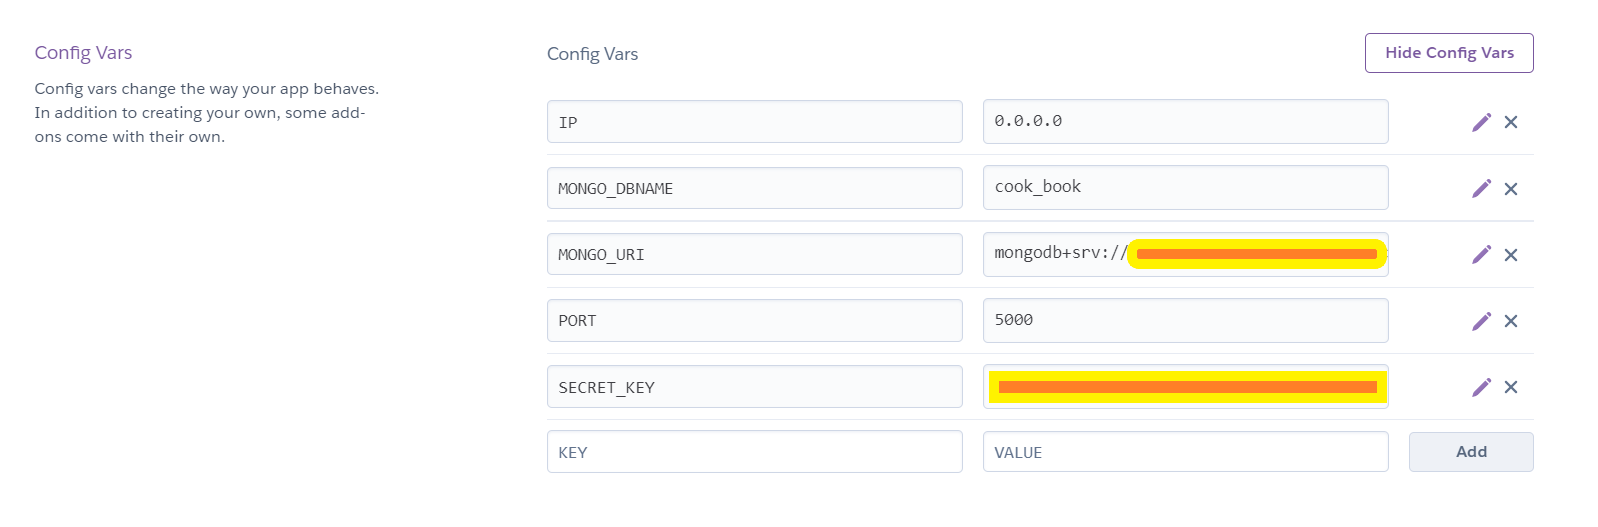 Config Vars
Config vars change the way your app behaves.
In addition to creating your own, some add-
ons come with their own.
Config Vars
Hide Config Vars
IP
0.0.0.0
MONGO_DBNAME
cook_book
MONGO_URI
mongodb+srv://
PORT
5000
SECRET_KEY
KEY
VALUE
Add